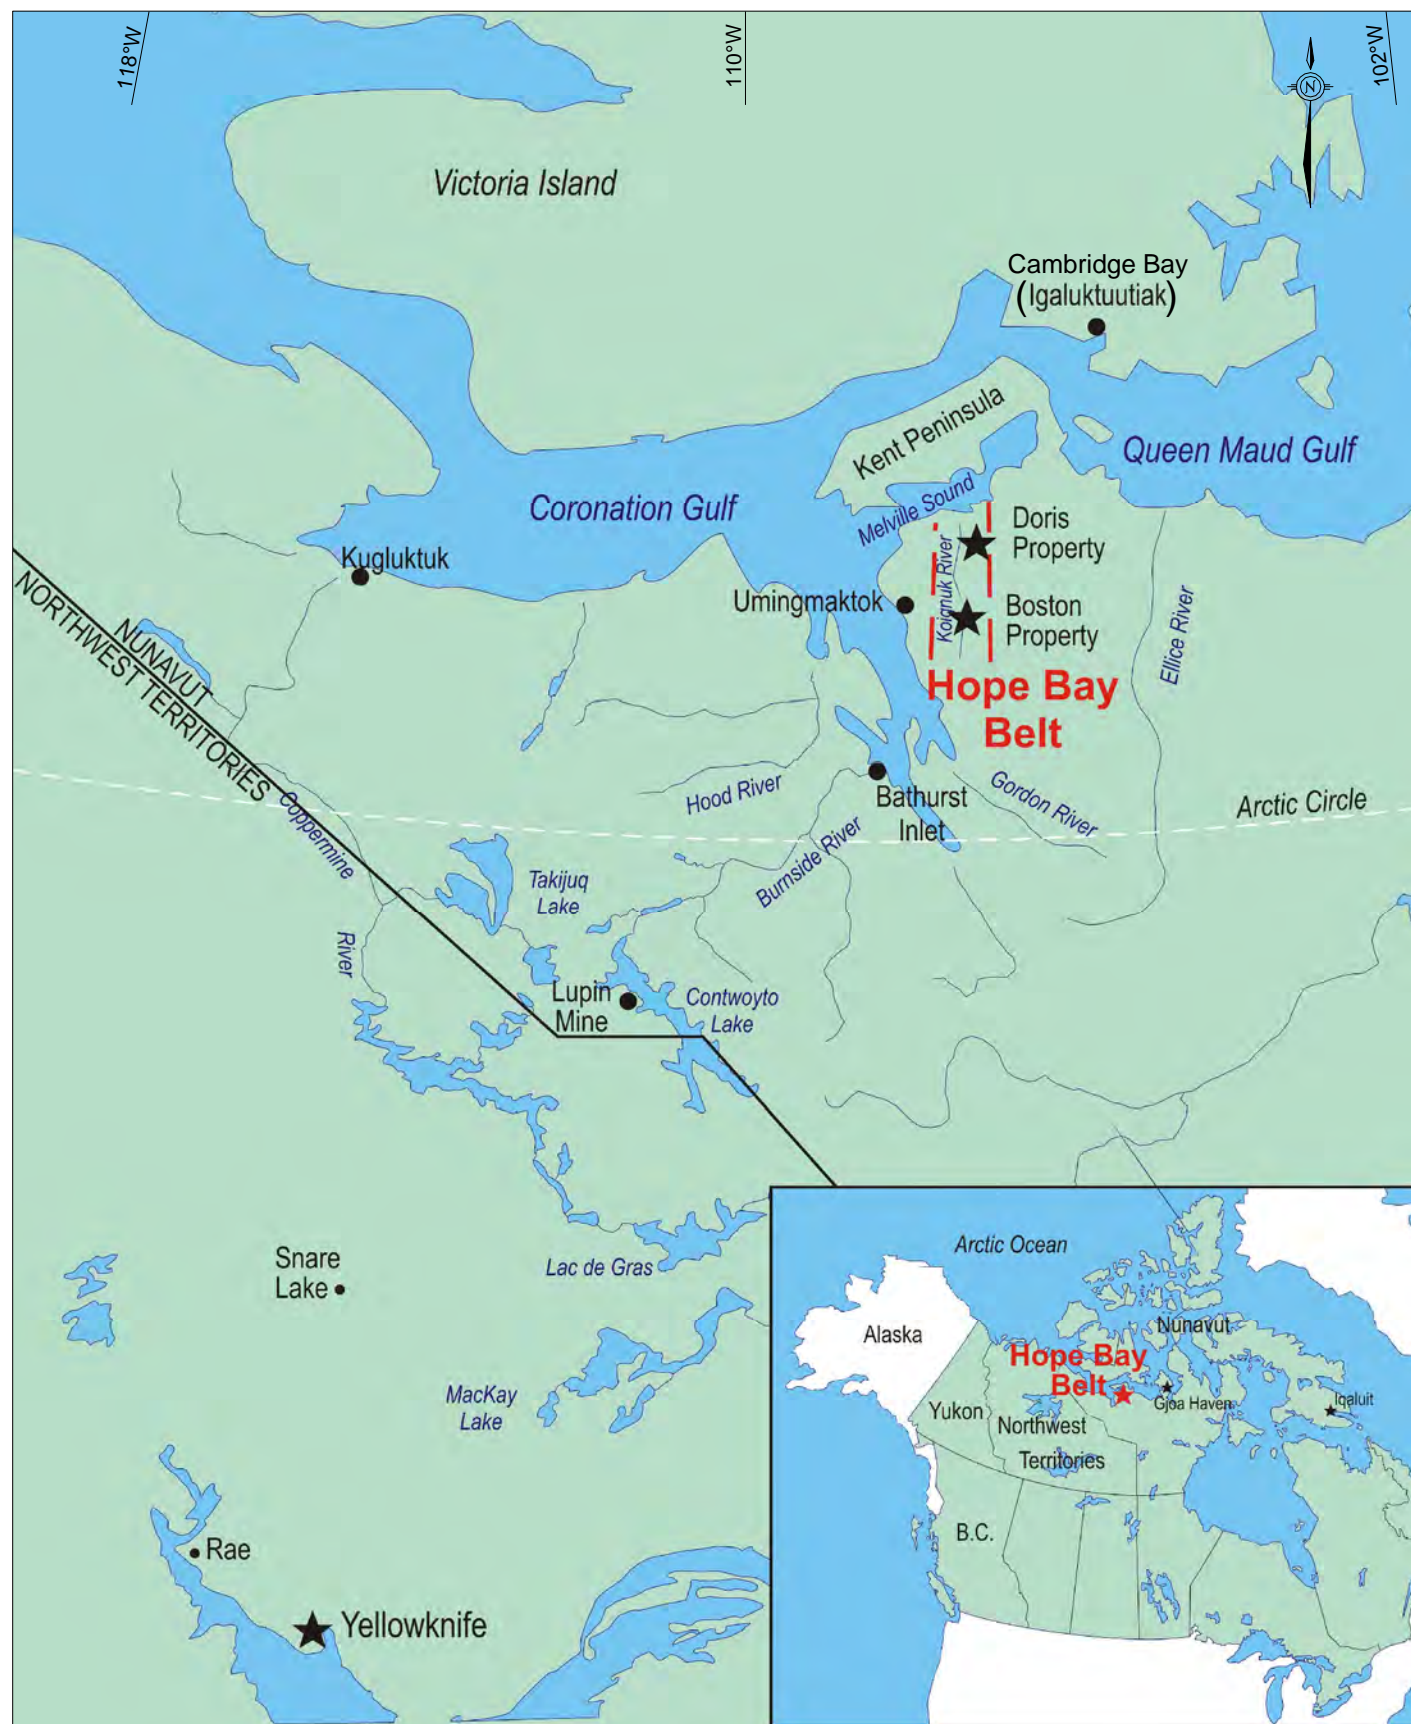 118°W
110°W
102°W
N
Victoria Island
Cambridge Bay
(Igaluktuutiak)
Kent Peninsula
Queen Maud Gulf
Coronation Gulf
Melville Sound
Doris
Property
Kugluktuk
Koignuk River
Umingmaktok
Boston
Property
Ellice River
NUNAVUT
NORTHWEST TERRITORIES
Hope Bay
Belt
Hood River
Bathurst
Inlet
Gordon River
Arctic Circle
Coppermine
River
Burnside River
Takijuq
Lake
Lupin
Mine
Contwoyto
Lake
Snare
Lake
Lac de Gras
MacKay
Lake
Rae
Yellowknife
Arctic Ocean
Alaska
Nunavut
Hope Bay
Belt
Gjoa Haven
Iqaluit
Yukon
Northwest
Territories
B.C.